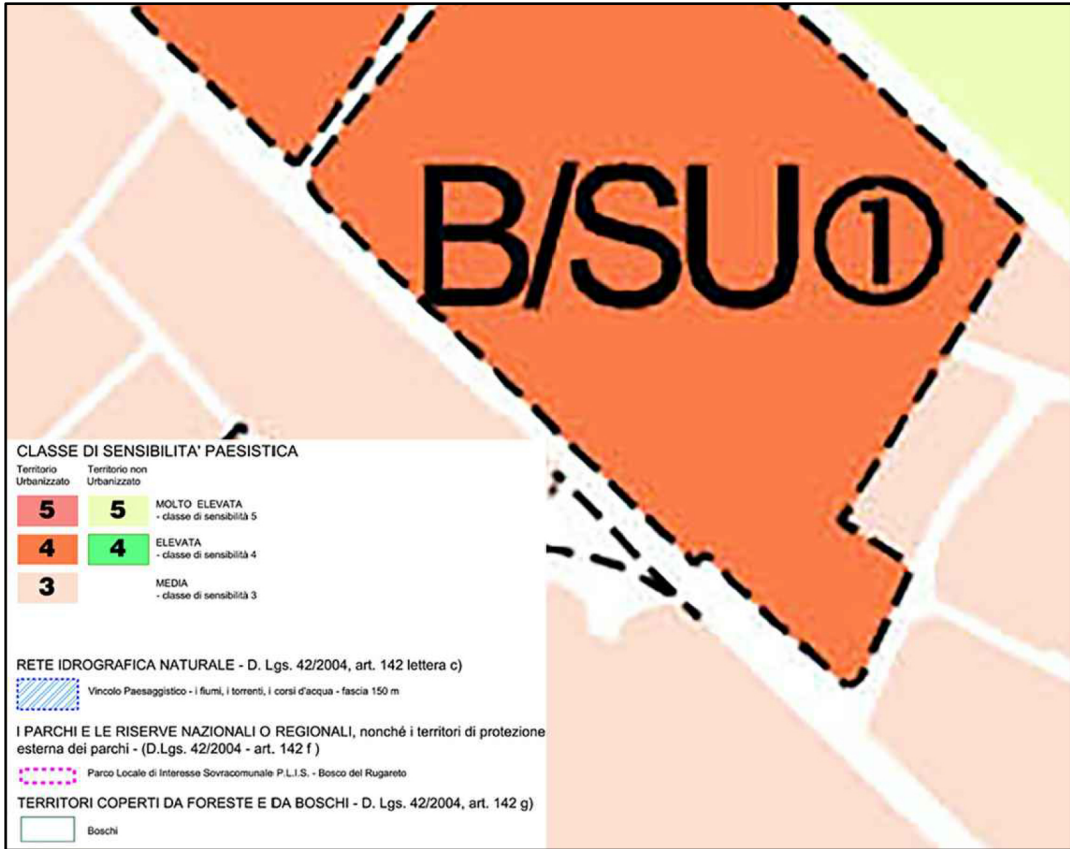 B/SU①
CLASSE DI SENSIBILITA' PAESISTICA
Territorio
Urbanizzato
Territorio non
Urbanizzato
5 5 MOLTO ELEVATA
- classe di sensibilità 5
4 4 ELEVATA
- classe di sensibilità 4
3 MEDIA
- classe di sensibilità 3
RETE IDROGRAFICA NATURALE - D. Lgs. 42/2004, art. 142 lettera c)
Vincolo Paesaggistico - i fiumi, i torrenti, i corsi d'acqua - fascia 150 m
I PARCHI E LE RISERVE NAZIONALI O REGIONALI, nonché i territori di protezione
esterna dei parchi - (D.Lgs. 42/2004 - art. 142 f )
Parco Locale di Interesse Sovracomunale P.L.I.S. - Bosco del Rugareto
TERRITORI COPERTI DA FORESTE E DA BOSCHI - D. Lgs. 42/2004, art. 142 g)
Boschi